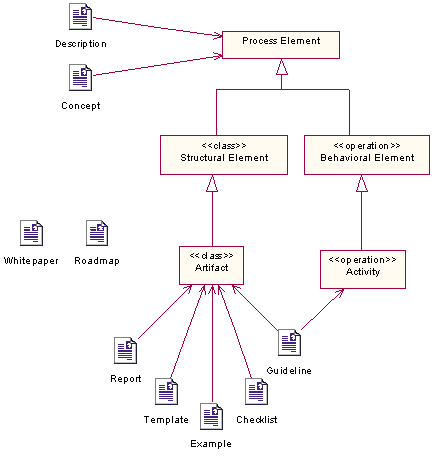 Description
Process Element
Concept
<<class>>
Structural Element
<<operation>>
Behavioral Element
Whitepaper
Roadmap
<<class>>
Artifact
<<operation>>
Activity
Report
Guideline
Template
Checklist
Example